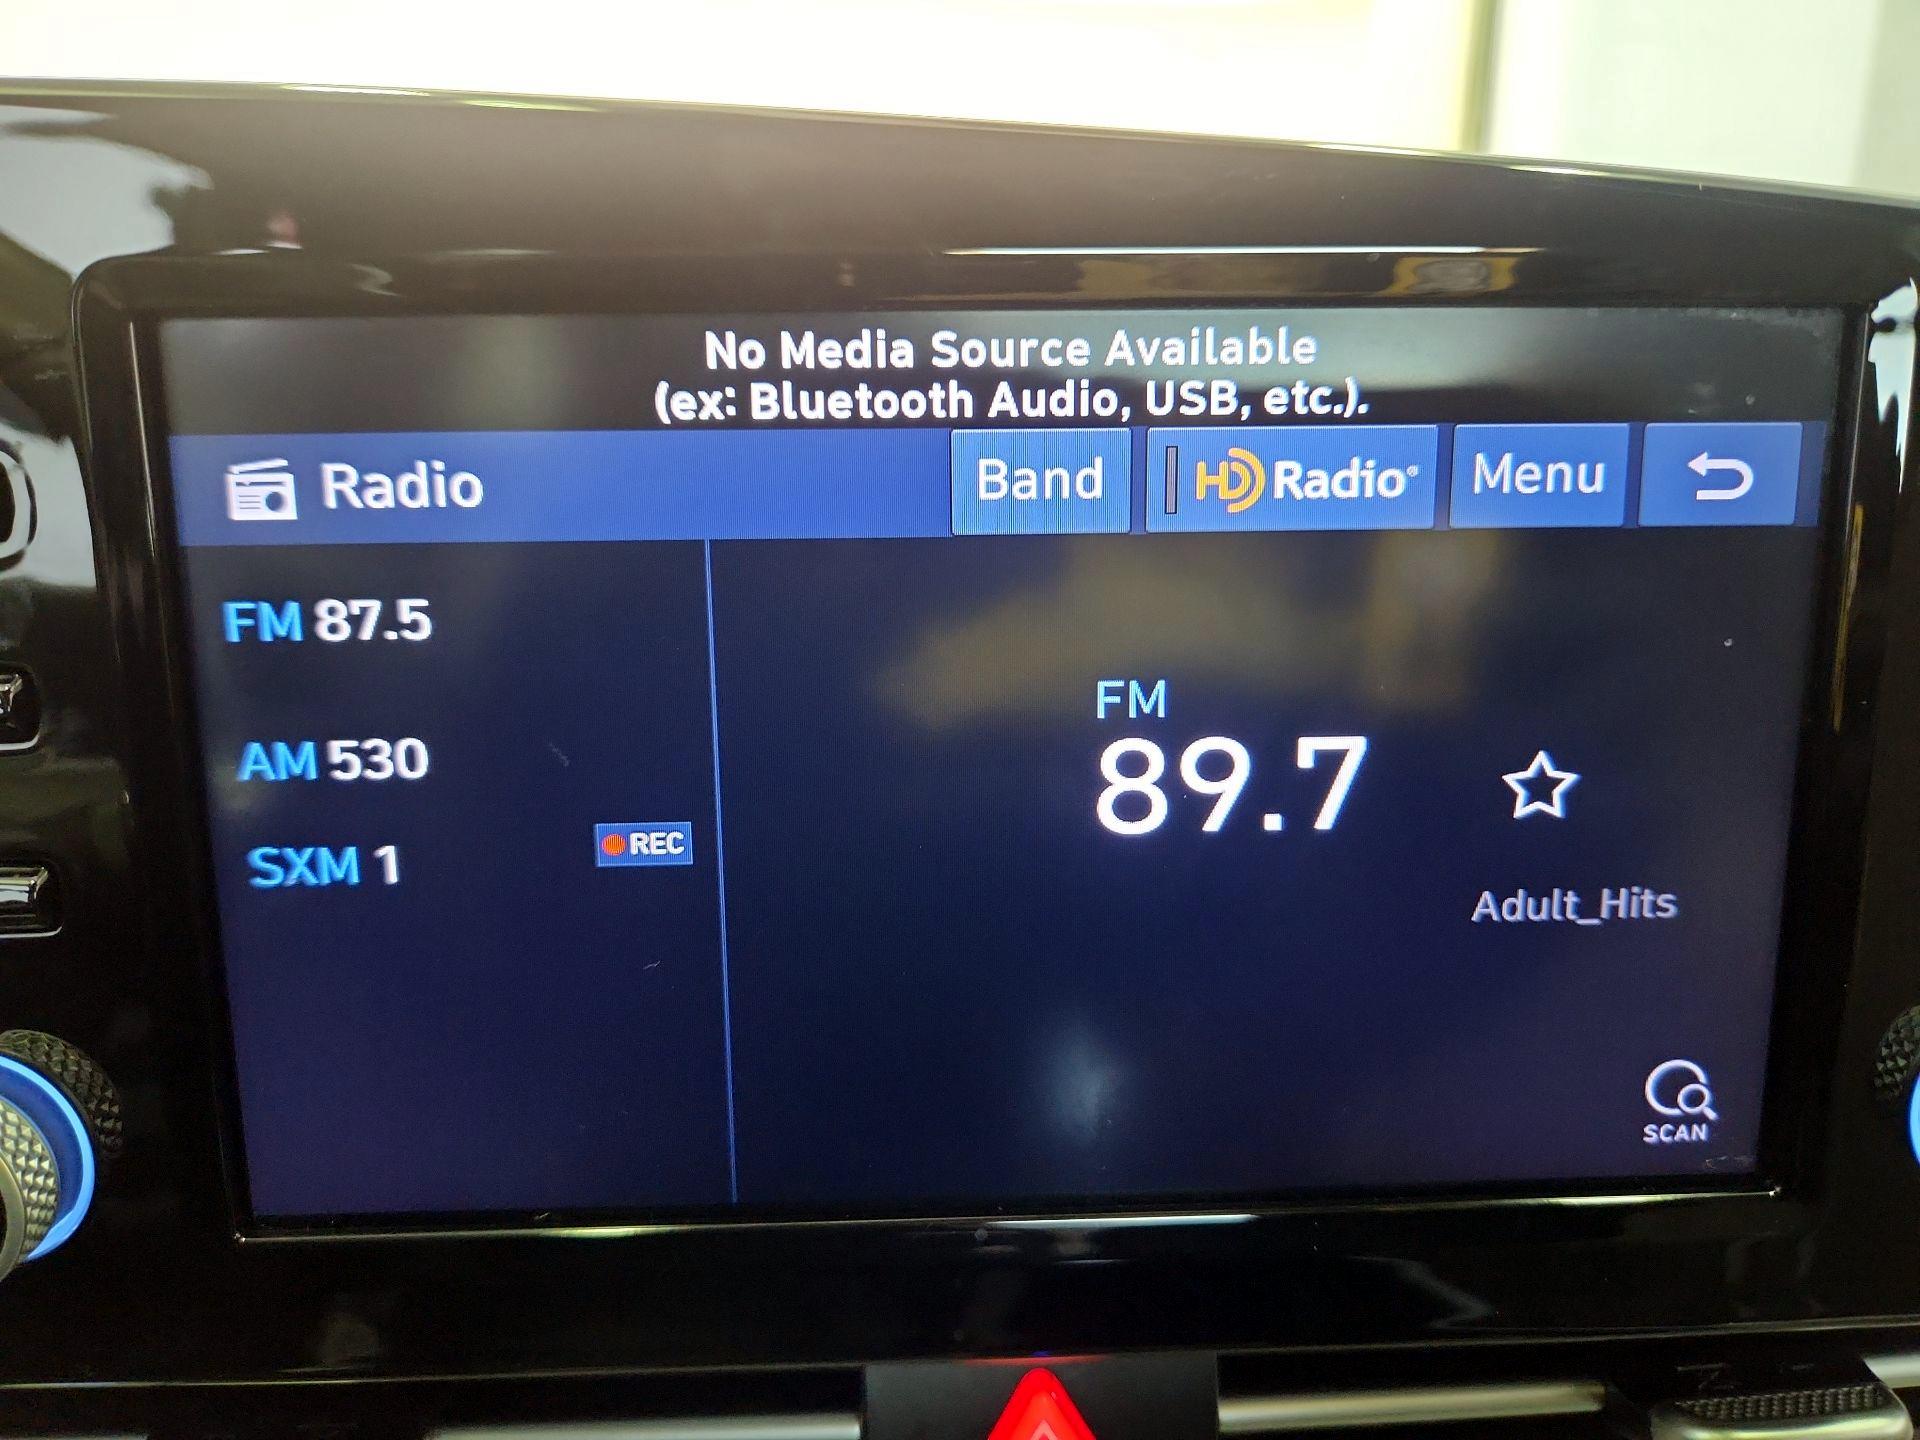 No Media Source Available
(ex: Bluetooth Audio, USB, etc.).
Radio
Band
HD Radio®
Menu
FM 87.5
AM 530
SXM 1
REC
FM
89.7
Adult_Hits
SCAN